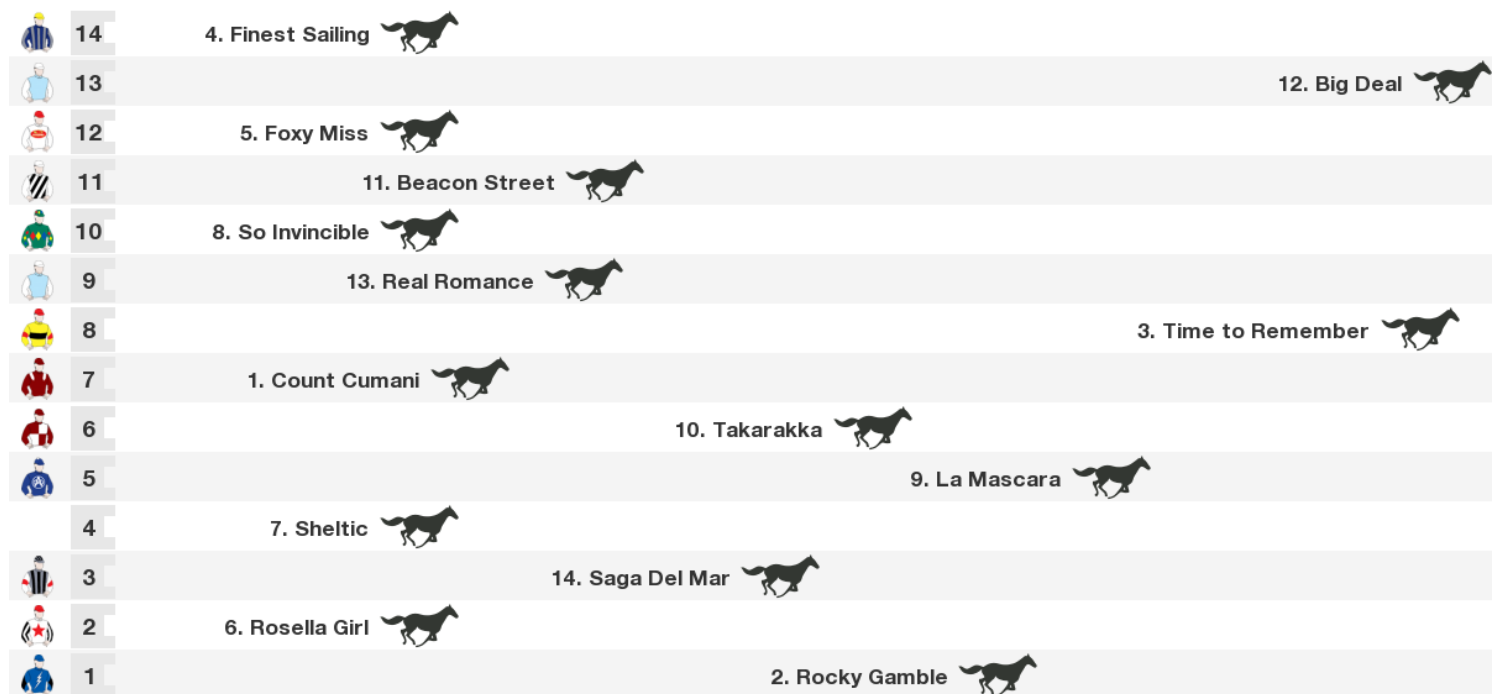 14 4. Finest Sailing
13 12. Big Deal
12 5. Foxy Miss
11 11. Beacon Street
10 8. So Invincible
9 13. Real Romance
8 3. Time to Remember
7 1. Count Cumani
6 10. Takarakka
5 9. La Mascara
4 7. Sheltic
3 14. Saga Del Mar
2 6. Rosella Girl
1 2. Rocky Gamble